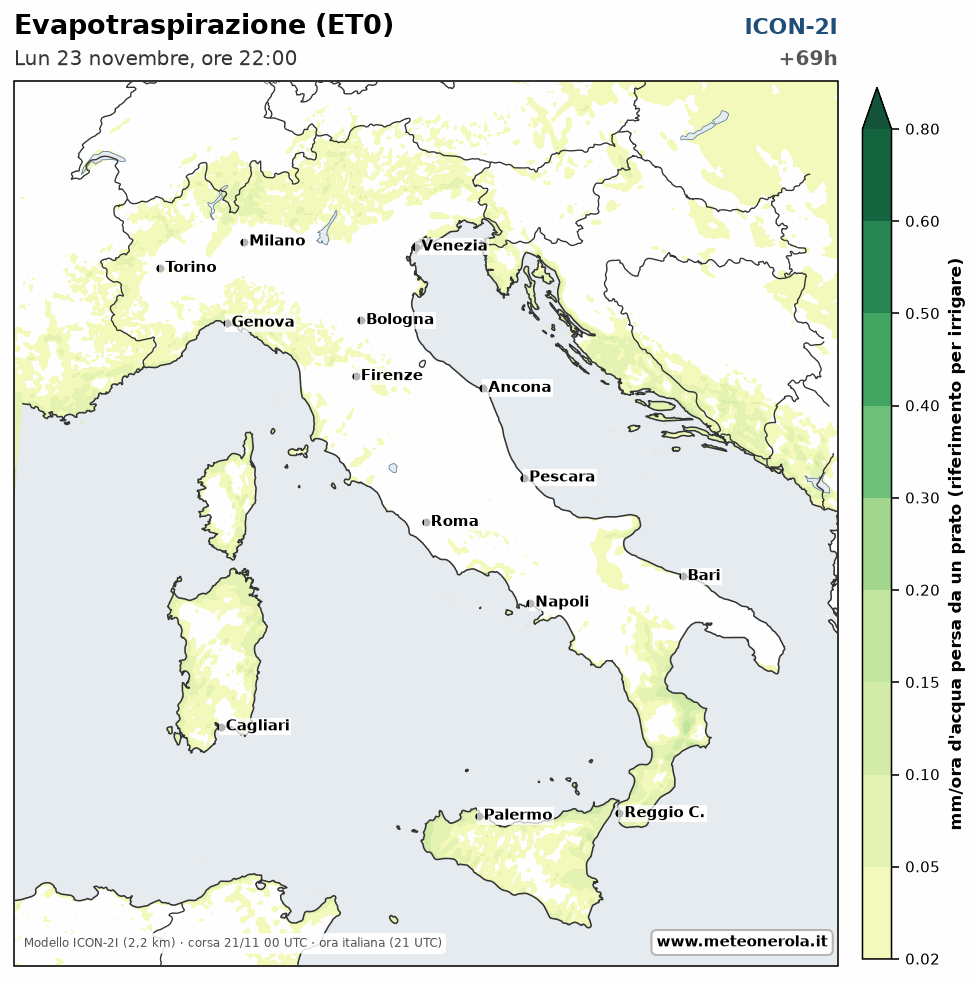 Evapotraspirazione (ET0)
ICON-2I
Lun 23 novembre, ore 22:00
+69h
Milano
Venezia
Torino
Genova
Bologna
Firenze
Ancona
Pescara
Roma
Bari
Napoli
Cagliari
Palermo
Reggio C.
Modello ICON-2I (2,2 km) · corsa 21/11 00 UTC · ora italiana (21 UTC)
www.meteonerola.it
0.80
0.60
0.50
0.40
0.30
0.20
0.15
0.10
0.05
0.02
mm/ora d'acqua persa da un prato (riferimento per irrigare)